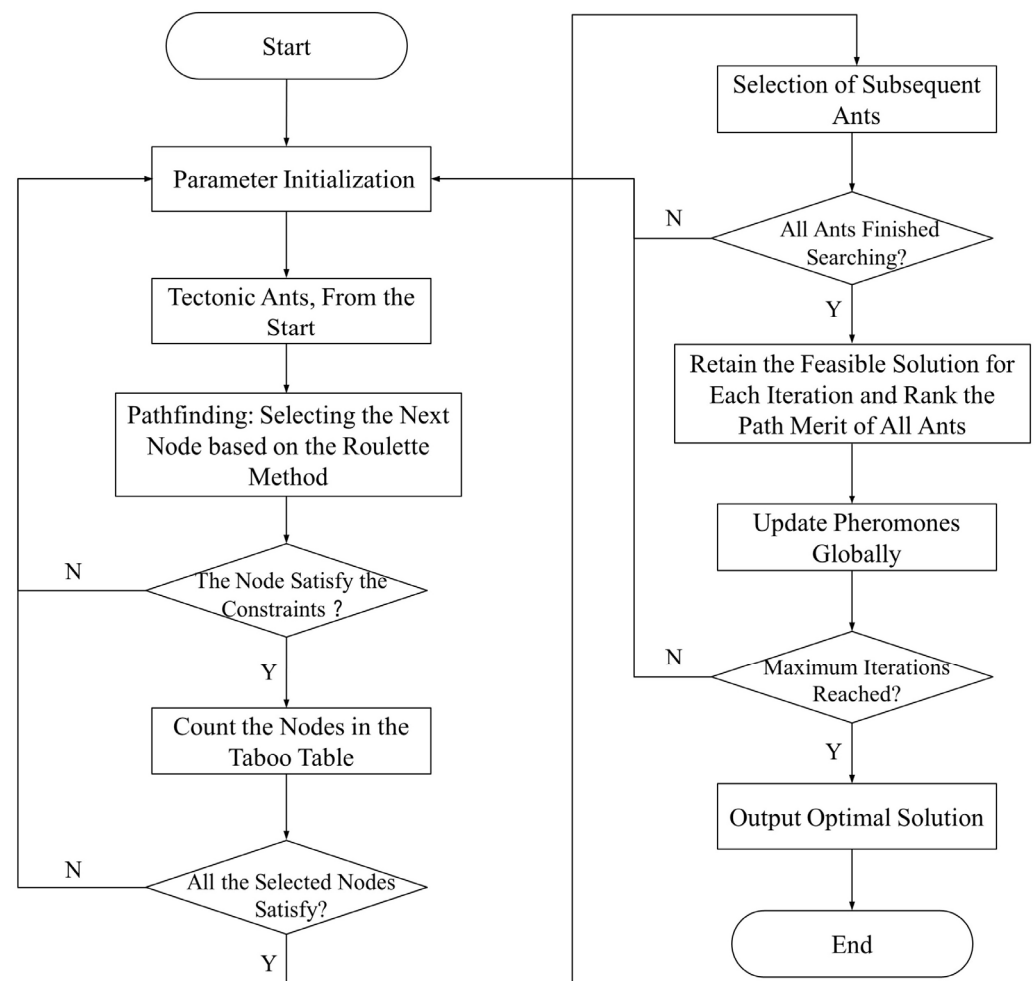 Start
Parameter Initialization
Tectonic Ants, From the
Start
Pathfinding: Selecting the Next
Node based on the Roulette
Method
The Node Satisfy the
Constraints ?
N
Y
Count the Nodes in the
Taboo Table
All the Selected Nodes
Satisfy?
N
Y
Selection of Subsequent
Ants
All Ants Finished
Searching?
N
Y
Retain the Feasible Solution for
Each Iteration and Rank the
Path Merit of All Ants
Update Pheromones
Globally
Maximum Iterations
Reached?
N
Y
Output Optimal Solution
End